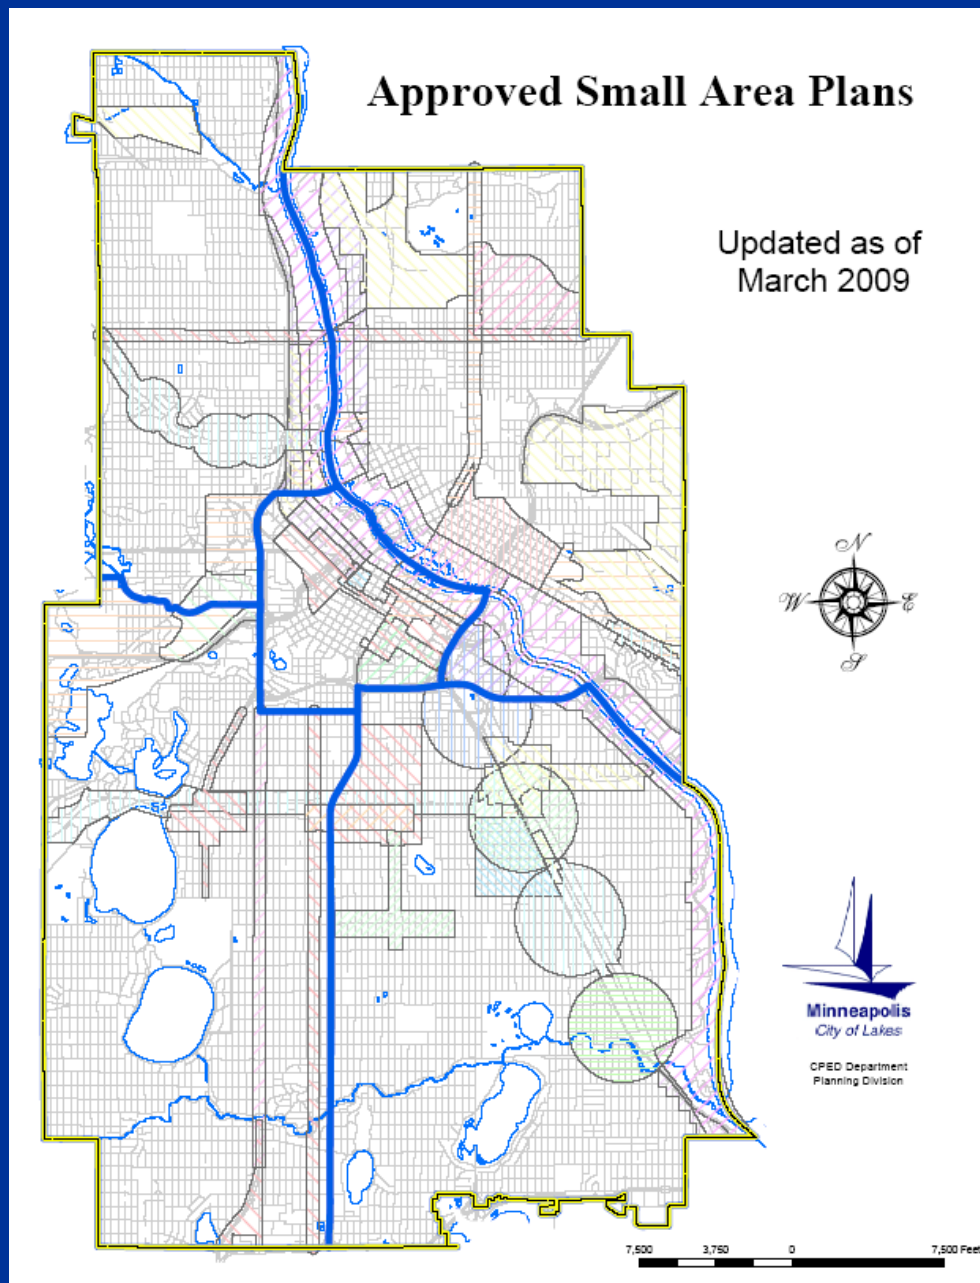 Approved Small Area Plans
Updated as of
March 2009
N
W
E
S
Minneapolis
City of Lakes
CPED Department
Planning Division
7,500 3,750 0 7,500 Feet